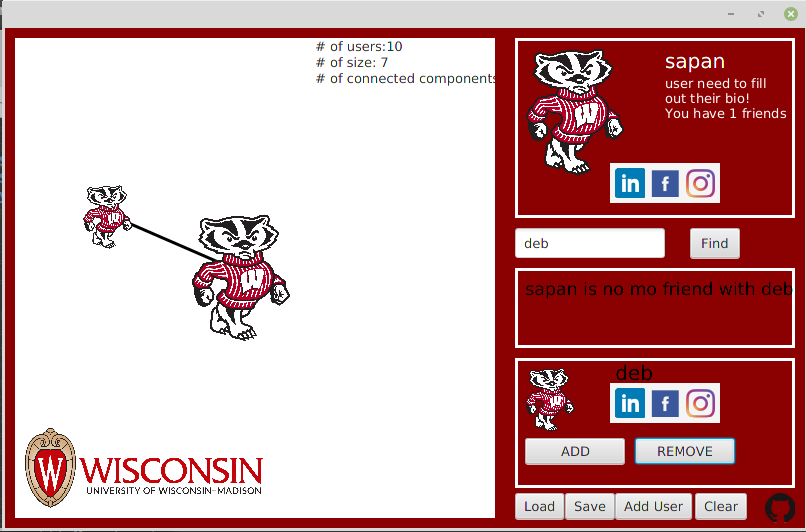 # of users:10
# of size: 7
# of connected components
sapan
user need to fill
out their bio!
You have 1 friends
in f
deb
Find
sapan is no mo friend with deb
deb
in f
ADD
REMOVE
Load
Save
Add User
Clear
W
WISCONSIN
UNIVERSITY OF WISCONSIN–MADISON